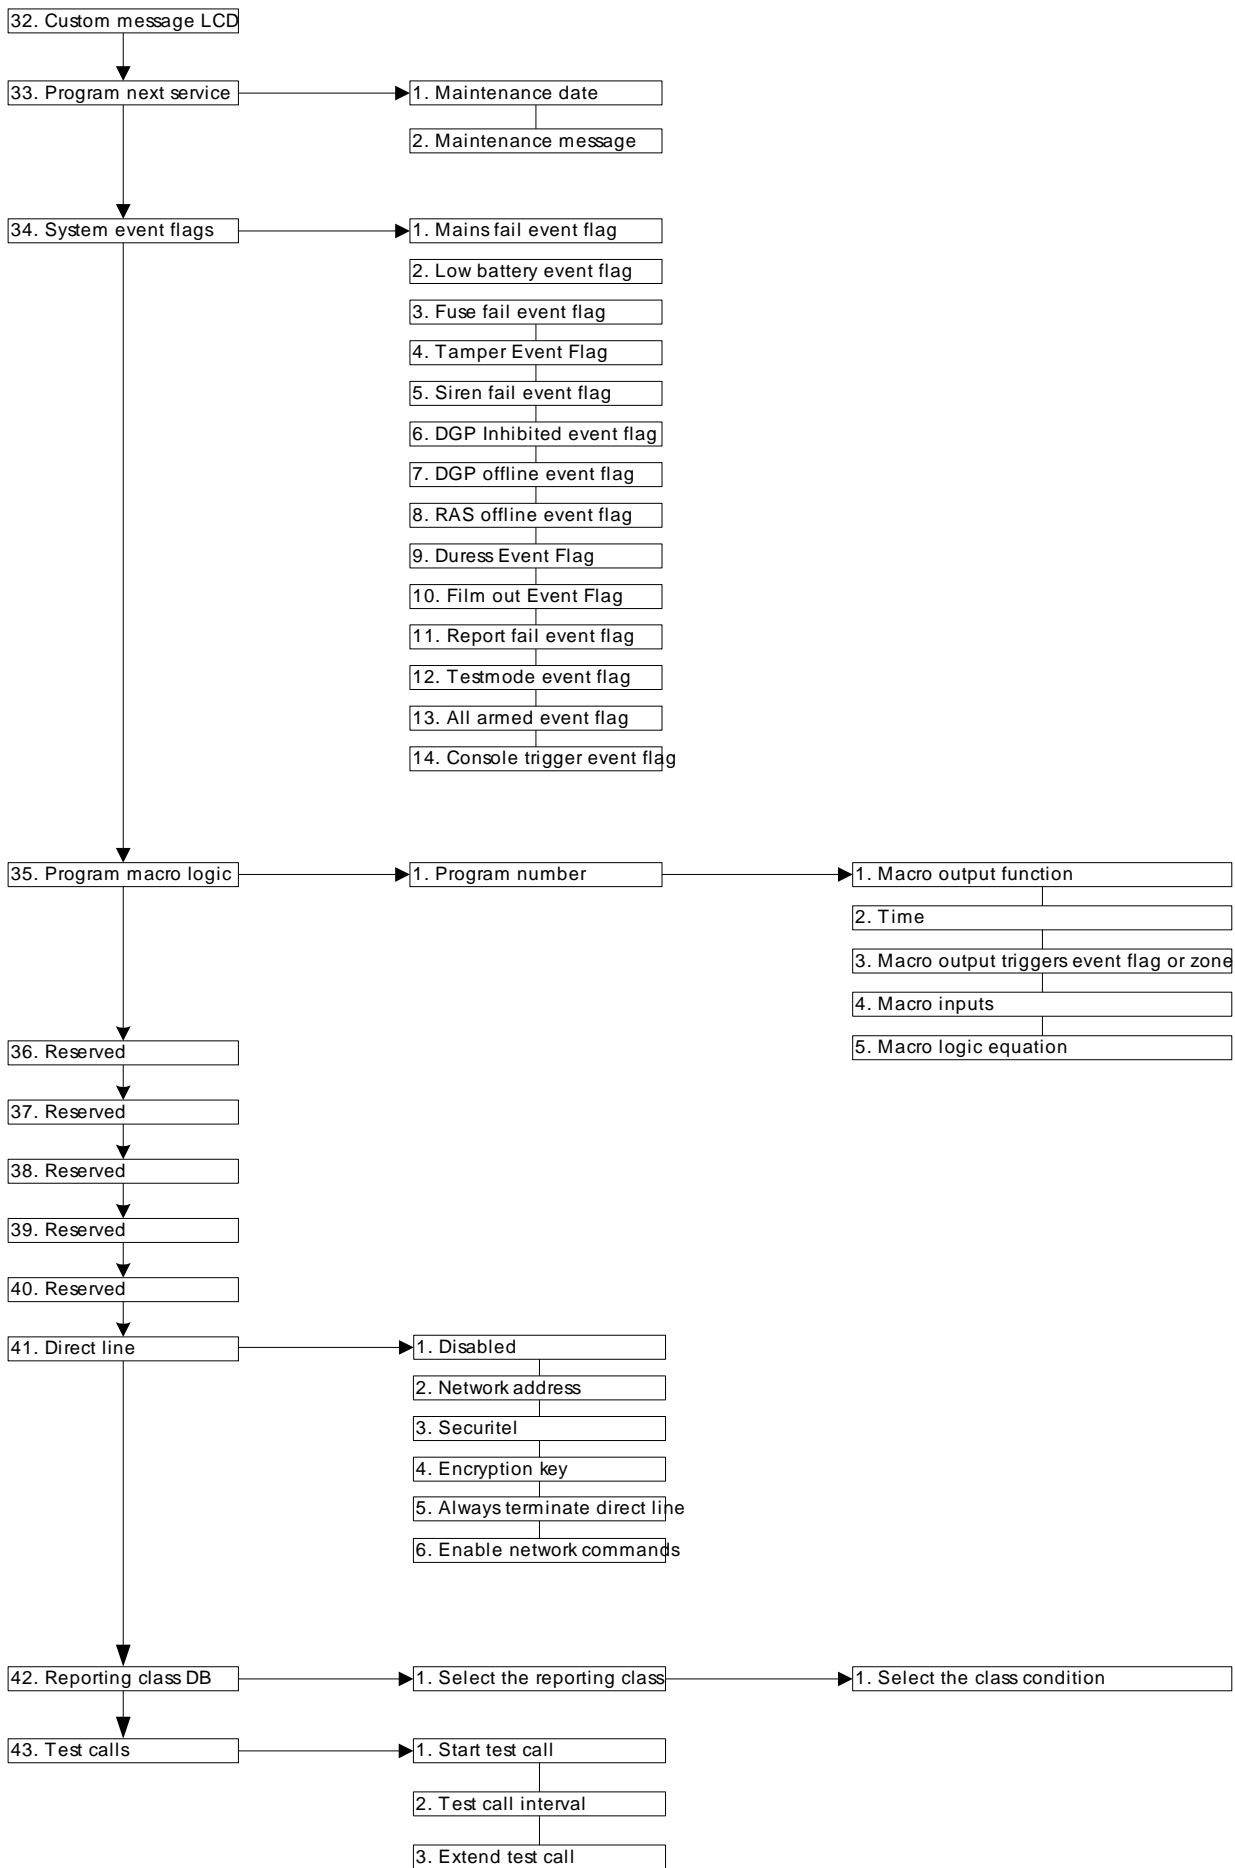 32. Custom message LCD
33. Program next service
1. Maintenance date
2. Maintenance message
34. System event flags
1. Mains fail event flag
2. Low battery event flag
3. Fuse fail event flag
4. Tamper Event Flag
5. Siren fail event flag
6. DGP Inhibited event flag
7. DGP offline event flag
8. RAS offline event flag
9. Duress Event Flag
10. Film out Event Flag
11. Report fail event flag
12. Testmode event flag
13. All armed event flag
14. Console trigger event flag
35. Program macro logic
1. Program number
1. Macro output function
2. Time
3. Macro output triggers event flag or zone
4. Macro inputs
5. Macro logic equation
36. Reserved
37. Reserved
38. Reserved
39. Reserved
40. Reserved
41. Direct line
1. Disabled
2. Network address
3. Securitel
4. Encryption key
5. Always terminate direct line
6. Enable network commands
42. Reporting class DB
1. Select the reporting class
1. Select the class condition
43. Test calls
1. Start test call
2. Test call interval
3. Extend test call